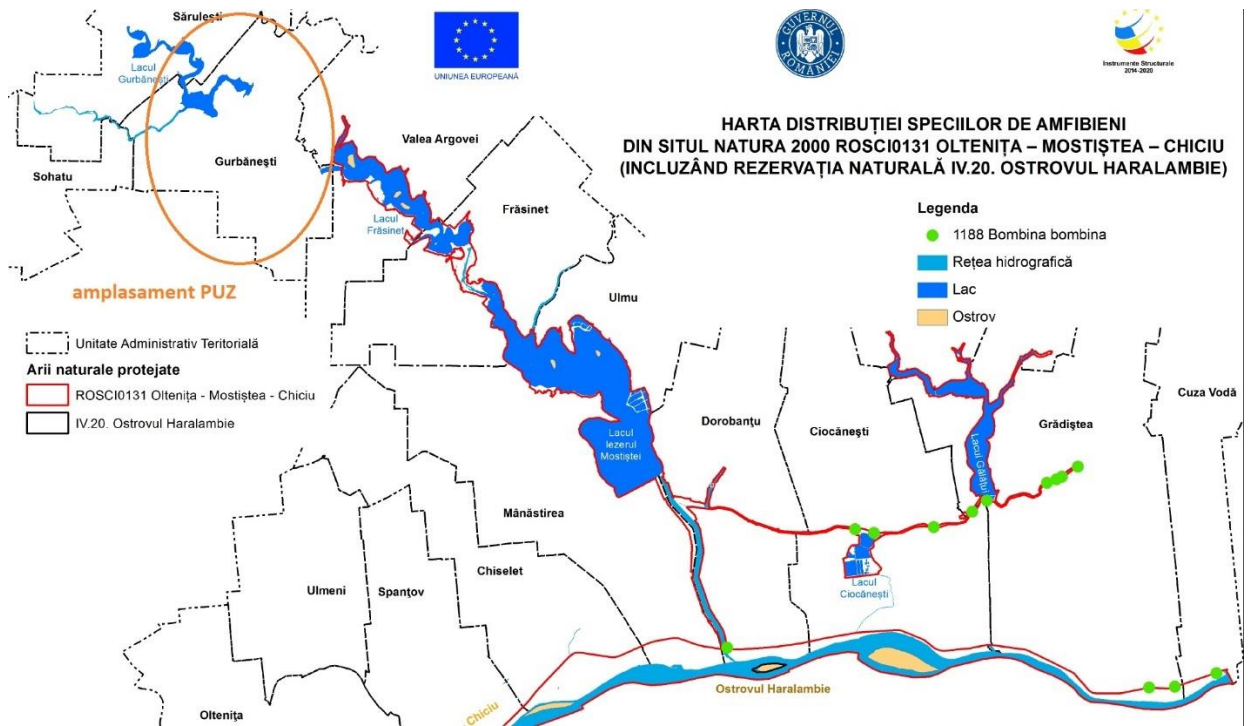 Sărulești
Lacul
Gurbănești
UNIUNEA EUROPEANĂ
GUVERNUL
ROMÂNIEI
Instrumente Structurale
2014-2020
HARTA DISTRIBUȚIEI SPECIILOR DE AMFIBIENI
DIN SITUL NATURA 2000 ROSCI0131 OLTENIȚA – MOSTIȘTEA – CHICIU
(INCLUZÂND REZERVAȚIA NATURALĂ IV.20. OSTROVUL HARALAMBIE)
Valea Argovei
Gurbănești
Sohatu
Lacul
Frăsinet
Frăsinet
Legenda
1188 Bombina bombina
Rețea hidrografică
Lac
Ostrov
amplasament PUZ
Ulmu
Unitate Administrativ Teritorială
Arii naturale protejate
ROSCI0131 Oltenița - Mostiștea - Chiciu
IV.20. Ostrovul Haralambie
Cuza Vodă
Dorobanțu
Ciocănești
Grădiștea
Lacul
Iezerul
Mostiștei
Lacul Gălățui
Mânăstirea
Chiselet
Ulmeni
Spanțov
Lacul
Ciocănești
Ostrovul Haralambie
Chiciu
Oltenița